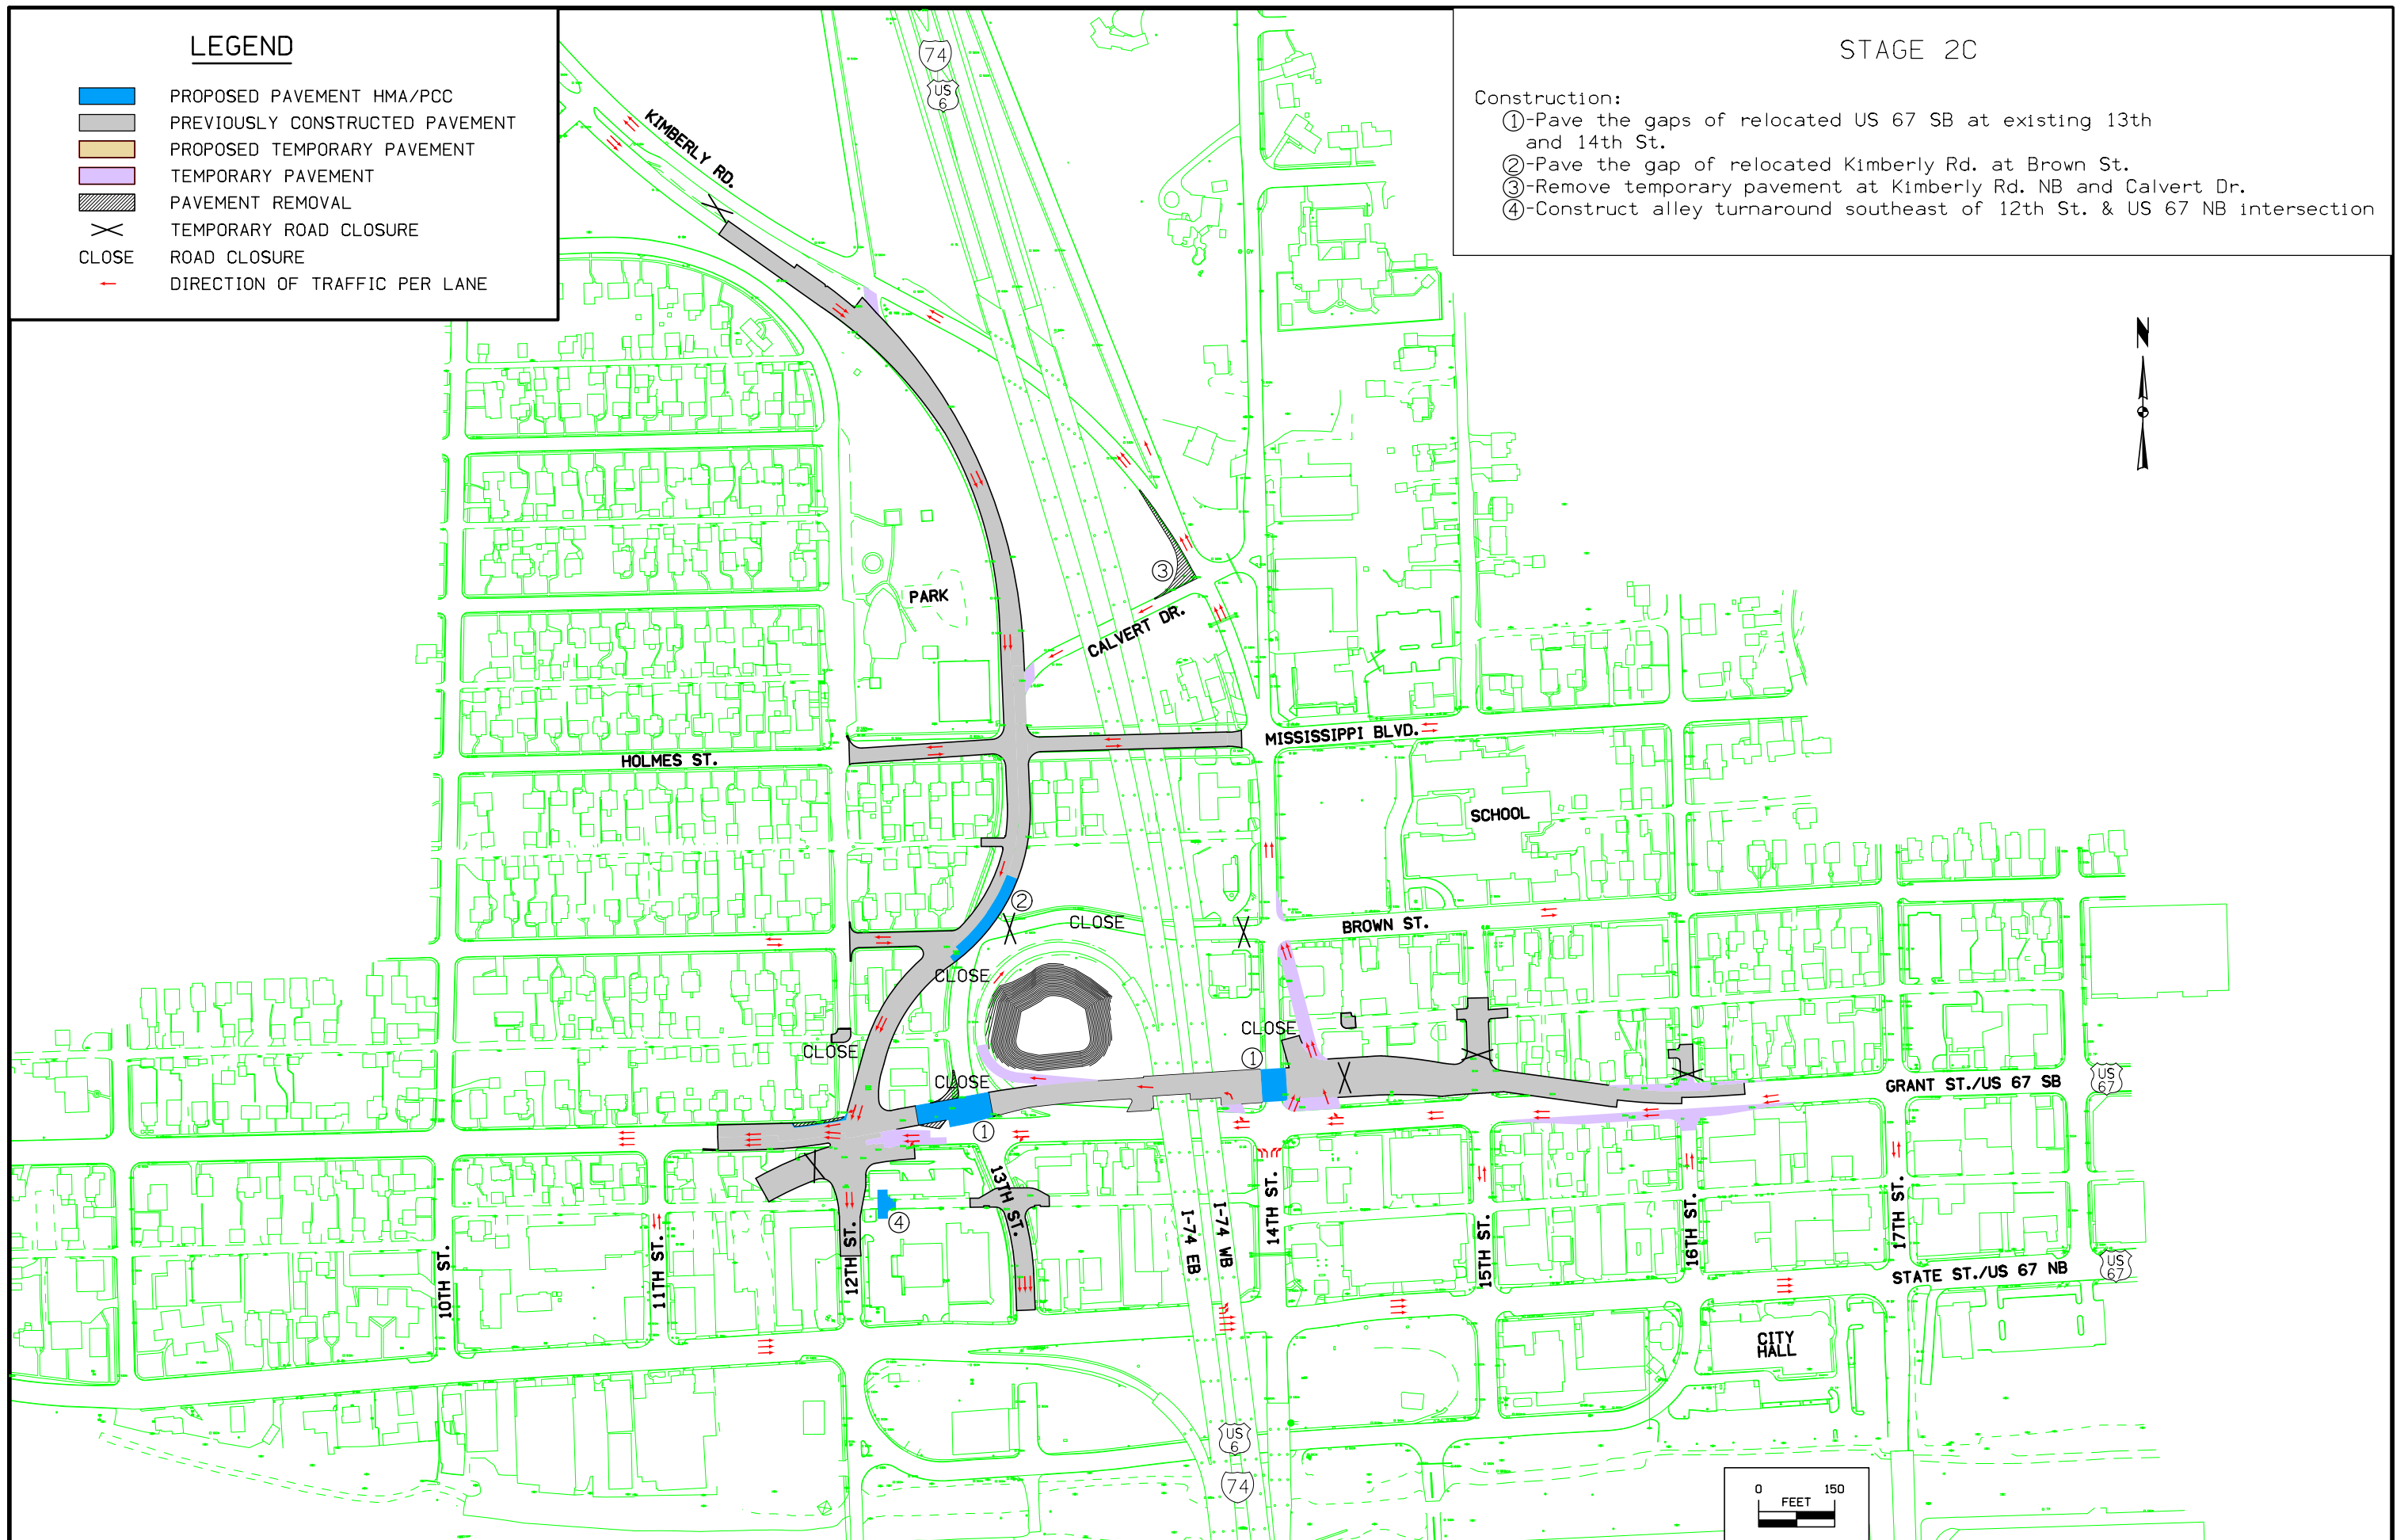 LEGEND
PROPOSED PAVEMENT HMA/PCC
PREVIOUSLY CONSTRUCTED PAVEMENT
PROPOSED TEMPORARY PAVEMENT
TEMPORARY PAVEMENT
PAVEMENT REMOVAL
TEMPORARY ROAD CLOSURE
CLOSE ROAD CLOSURE
DIRECTION OF TRAFFIC PER LANE
STAGE 2C
Construction:
①-Pave the gaps of relocated US 67 SB at existing 13th
and 14th St.
②-Pave the gap of relocated Kimberly Rd. at Brown St.
③-Remove temporary pavement at Kimberly Rd. NB and Calvert Dr.
④-Construct alley turnaround southeast of 12th St. & US 67 NB intersection
74
US
6
KIMBERLY RD.
N
③
PARK
CALVERT DR.
MISSISSIPPI BLVD.
HOLMES ST.
SCHOOL
②
CLOSE
BROWN ST.
CLOSE
CLOSE
CLOSE
①
CLOSE
GRANT ST./US 67 SB
US
67
①
13TH ST.
④
10TH ST.
11TH ST.
12TH ST.
I-74 EB
I-74 WB
14TH ST.
15TH ST.
16TH ST.
17TH ST.
STATE ST./US 67 NB
US
67
CITY
HALL
US
6
74
0 150
FEET